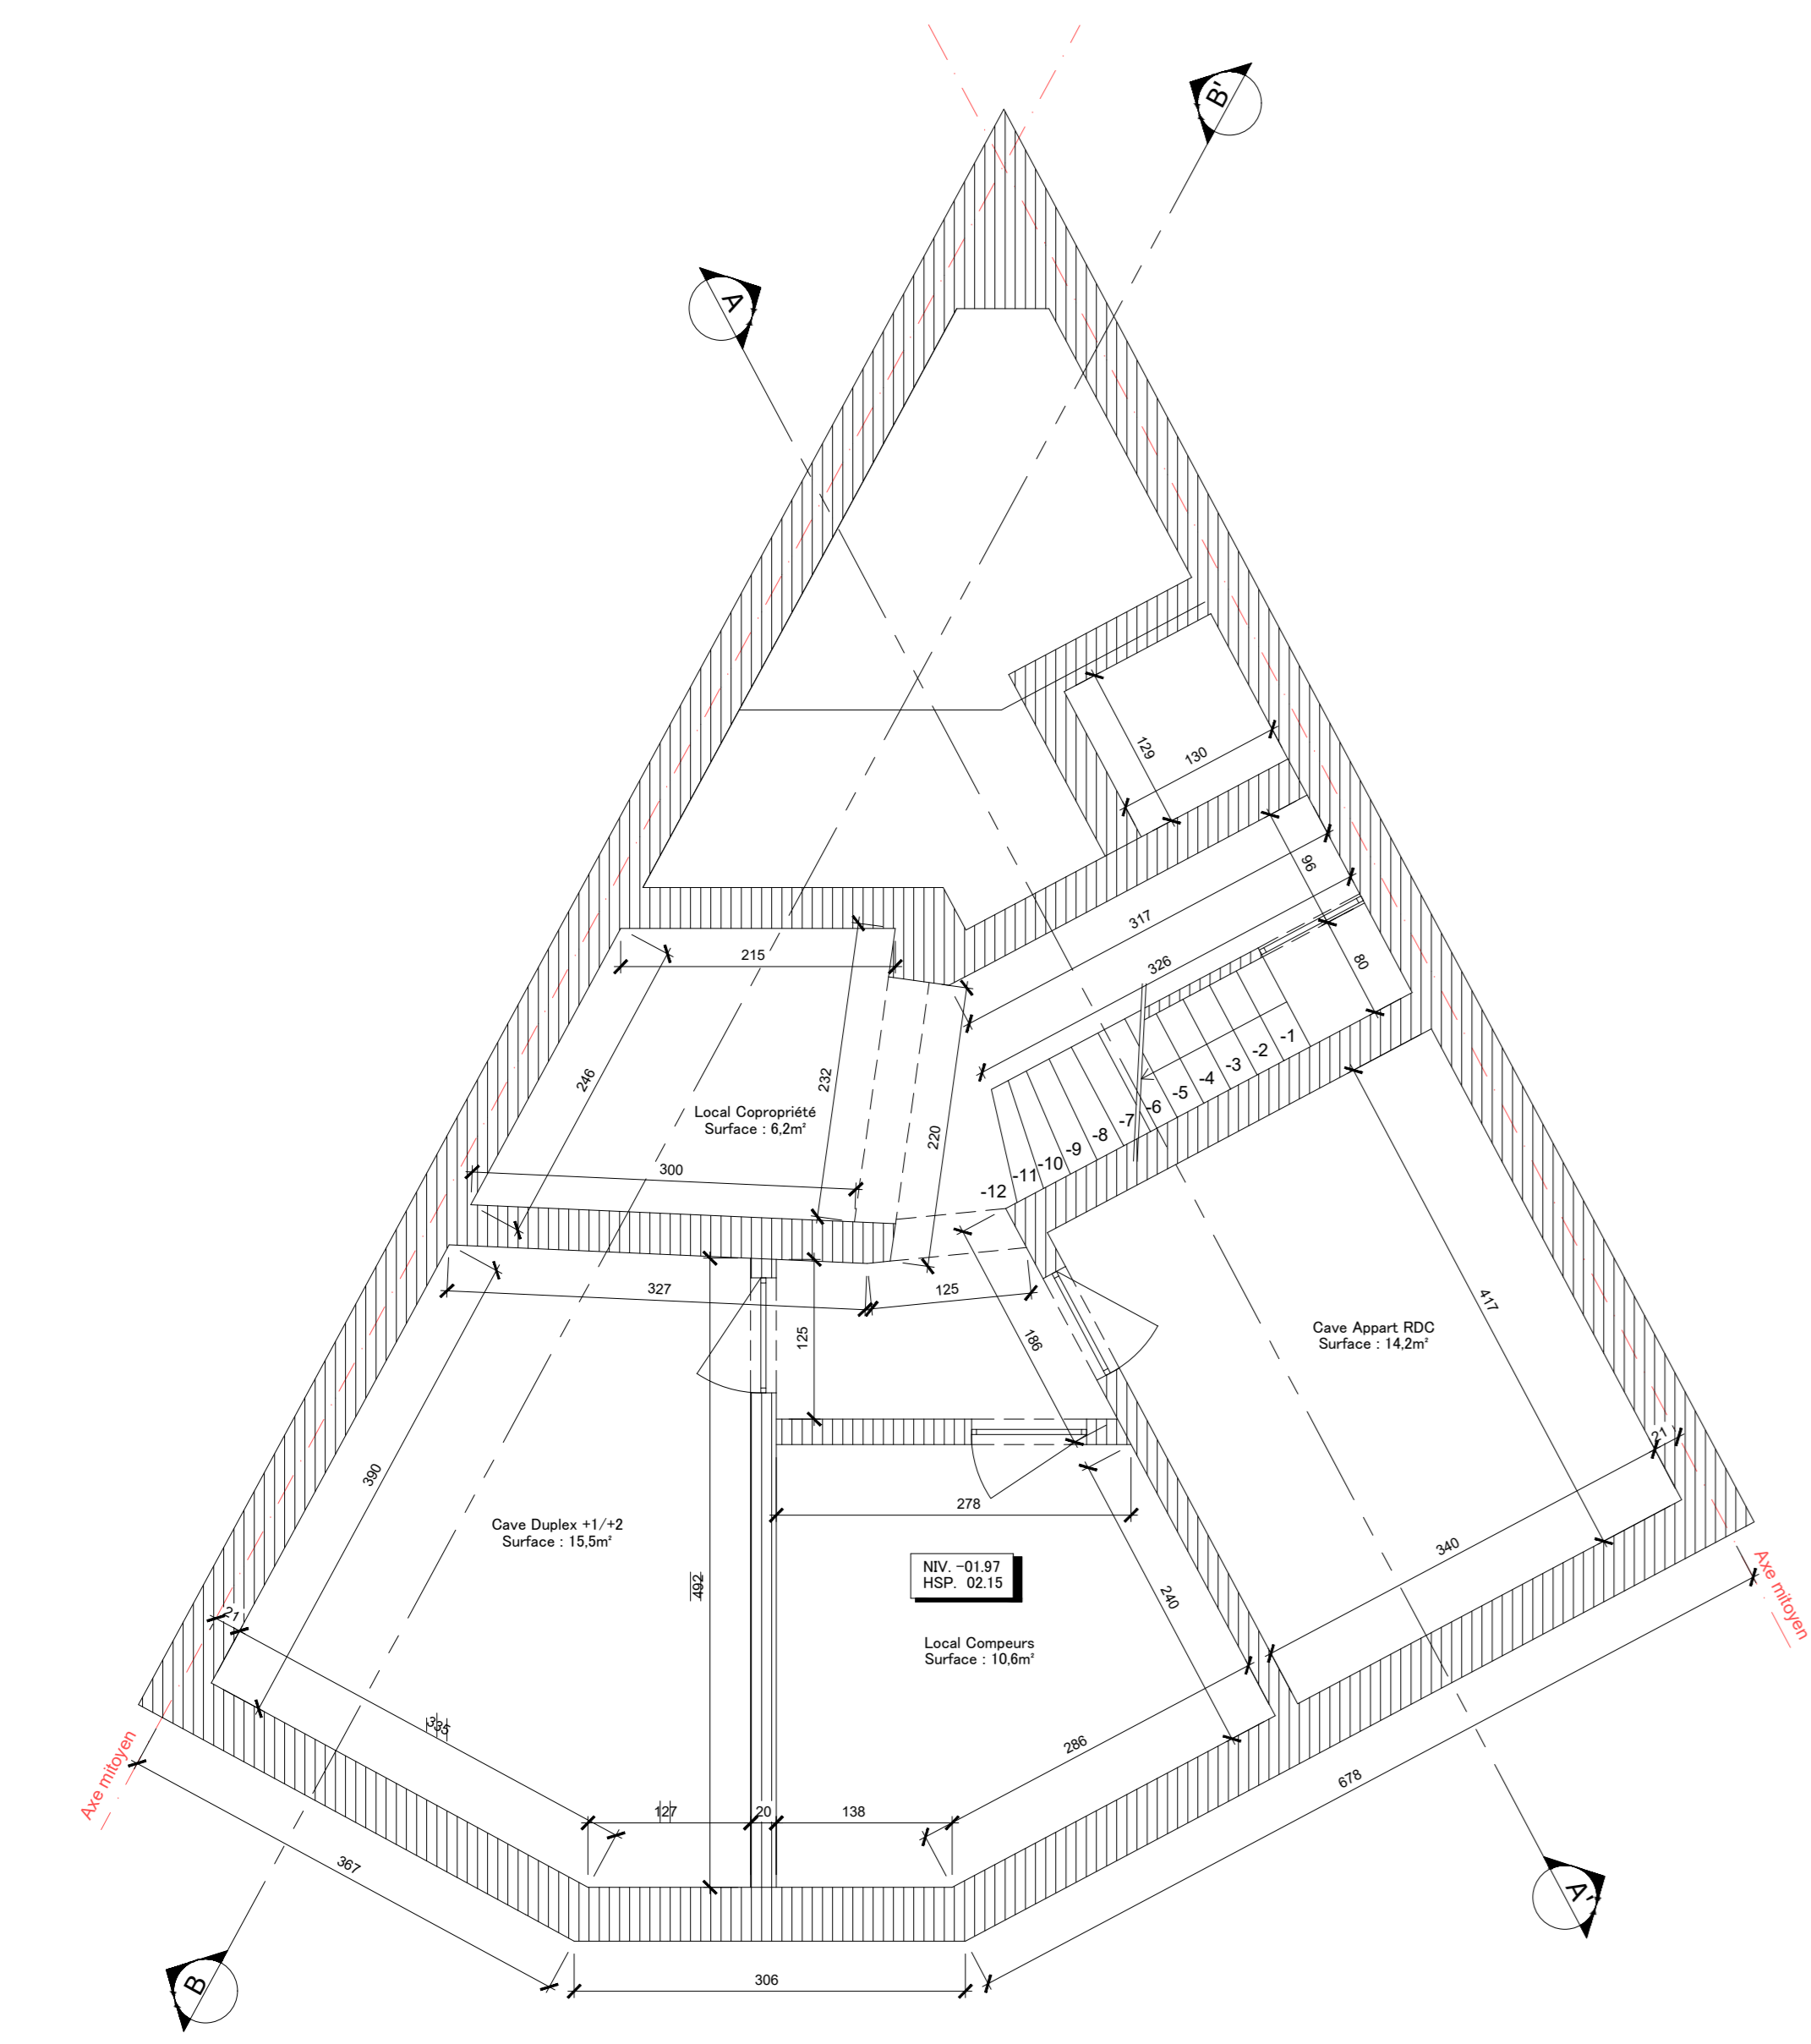 B'
A
129
130
96
317
326
80
215
246
232
220
Local Copropriété
Surface : 6,2m²
300
-1
-2
-3
-4
-5
-6
-7
-8
-9
-10
-11
-12
327
125
125
186
417
Cave Appart RDC
Surface : 14,2m²
390
21
278
Cave Duplex +1/+2
Surface : 15,5m²
492
NIV. -01.97
HSP. 02.15
340
240
Axe mitoyen
21
Local Compeurs
Surface : 10,6m²
335
286
678
Axe mitoyen
127
20
138
367
A'
B
306